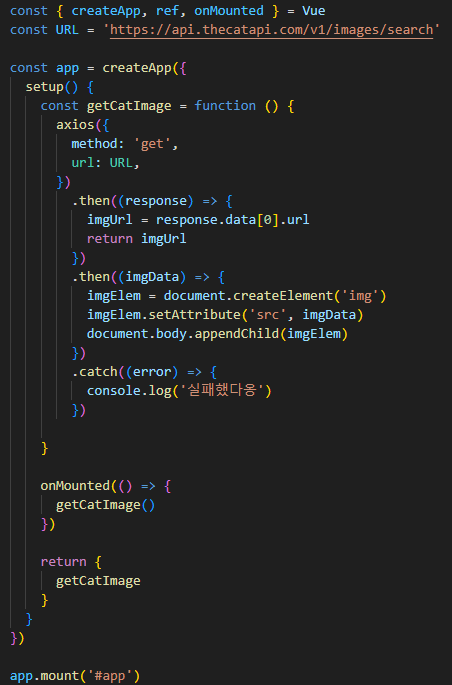 const { createApp, ref, onMounted } = Vue
const URL = 'https://api.thecatapi.com/v1/images/search'

const app = createApp({
  setup() {
    const getCatImage = function () {
      axios({
        method: 'get',
        url: URL,
      })
        .then((response) => {
          imgUrl = response.data[0].url
          return imgUrl
        })
        .then((imgData) => {
          imgElem = document.createElement('img')
          imgElem.setAttribute('src', imgData)
          document.body.appendChild(imgElem)
        })
        .catch((error) => {
          console.log('실패했다옹')
        })

    }

    onMounted(() => {
      getCatImage()
    })

    return {
      getCatImage
    }
  }
})

app.mount('#app')